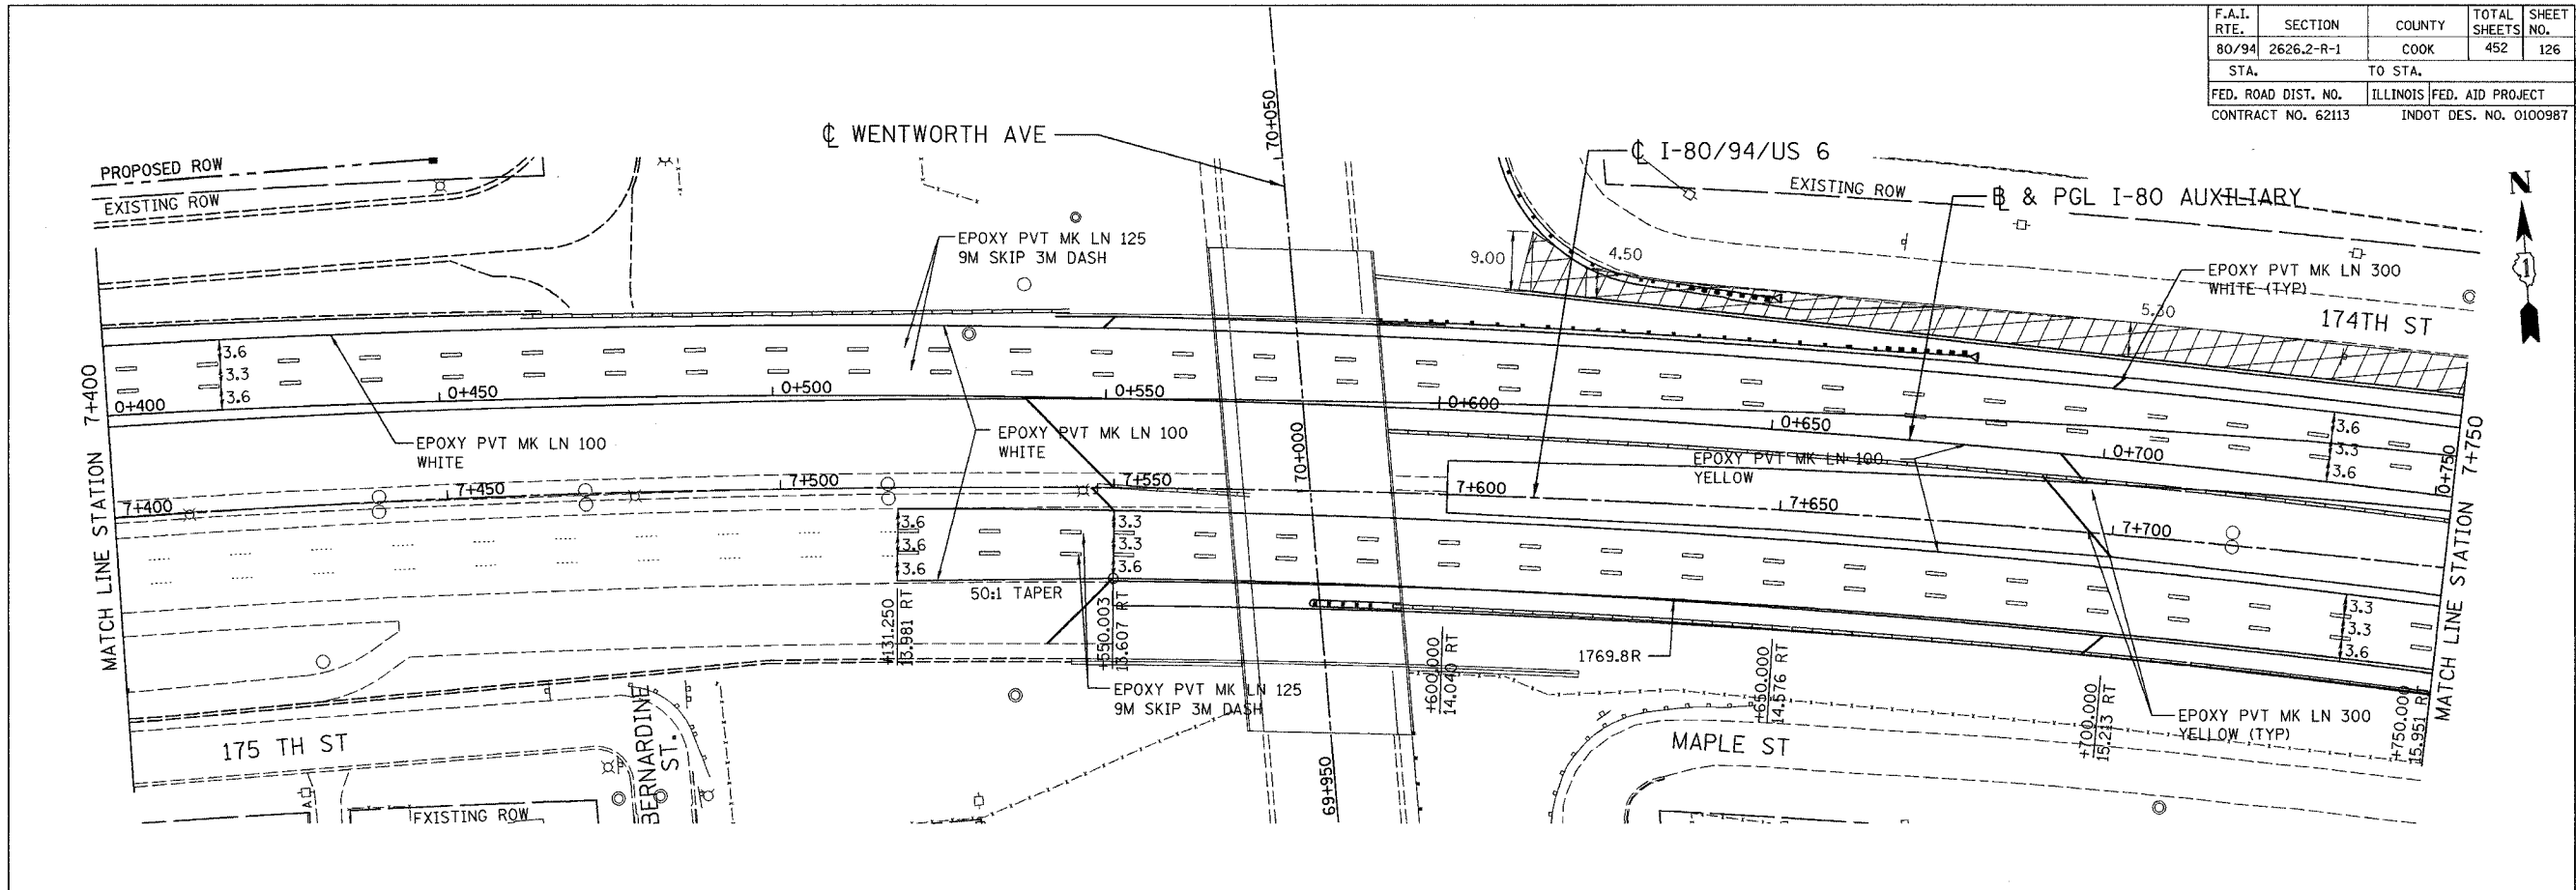 F.A.I. RTE. SECTION COUNTY TOTAL SHEETS SHEET NO.
80/94 2626.2-R-1 COOK 452 126
STA. TO STA.
FED. ROAD DIST. NO. ILLINOIS FED. AID PROJECT
CONTRACT NO. 62113 INDOT DES. NO. 0100987
℄ WENTWORTH AVE
70+050
℄ I-80/94/US 6
PROPOSED ROW
EXISTING ROW
EXISTING ROW
& PGL I-80 AUXILIARY
N
1
EPOXY PVT MK LN 125
9M SKIP 3M DASH
9.00
4.50
EPOXY PVT MK LN 300
WHITE (TYP)
5.30
174TH ST
MATCH LINE STATION 7+400
3.6
3.3
3.6
0+400
0+450
0+500
0+550
0+600
0+650
0+700
0+750
3.6
3.3
3.6
EPOXY PVT MK LN 100
WHITE
EPOXY PVT MK LN 100
WHITE
70+000
EPOXY PVT MK LN 100
YELLOW
MATCH LINE STATION 7+750
7+400
7+450
7+500
7+550
7+600
7+650
7+700
3.6
3.6
3.6
3.3
3.3
3.6
3.3
3.3
3.6
50:1 TAPER
+131.250
13.981 RT
+550.003
13.607 RT
1769.8R
+600.000
14.040 RT
+650.000
14.576 RT
+700.000
15.213 RT
+750.000
15.951 RT
EPOXY PVT MK LN 125
9M SKIP 3M DASH
EPOXY PVT MK LN 300
YELLOW (TYP)
175 TH ST
BERNARDINE
ST.
MAPLE ST
69+950
EXISTING ROW